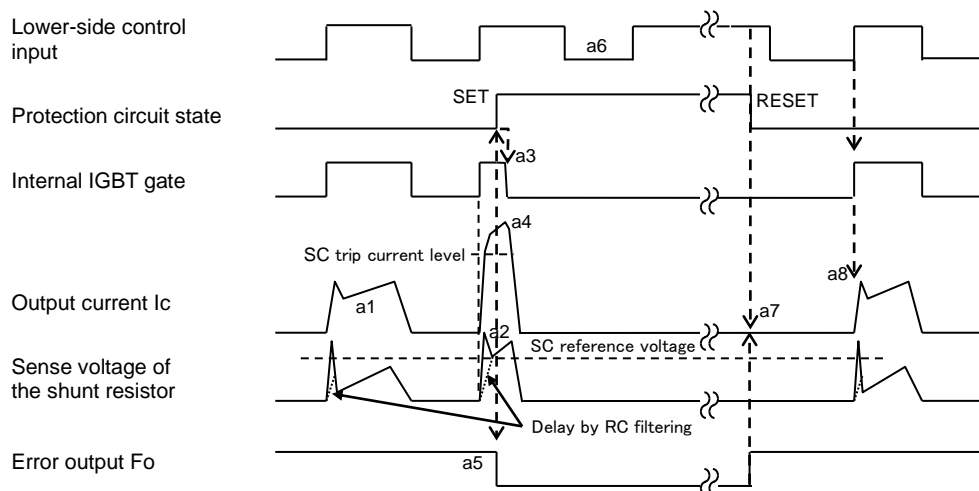 Lower-side control
input
a6
SET
RESET
Protection circuit state
a3
Internal IGBT gate
a4
SC trip current level
a8
Output current Ic
a1
a7
a2
SC reference voltage
Sense voltage of
the shunt resistor
Delay by RC filtering
Error output Fo
a5